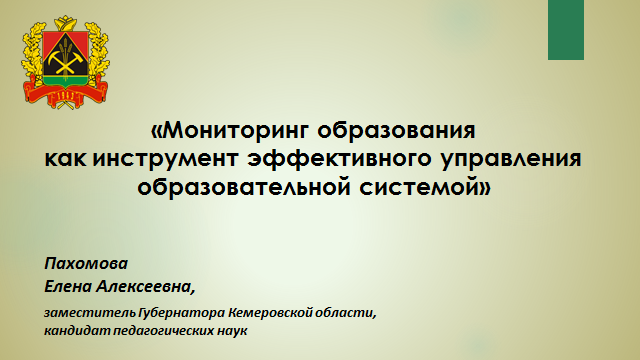 «Мониторинг образования
как инструмент эффективного управления
образовательной системой»
Пахомова
Елена Алексеевна,
заместитель Губернатора Кемеровской области,
кандидат педагогических наук